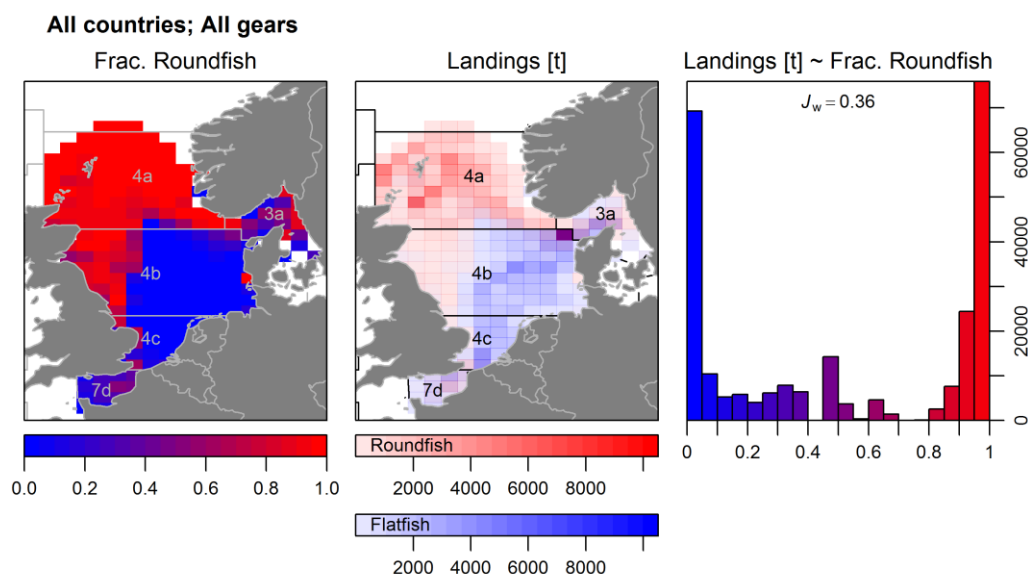 All countries; All gears
Frac. Roundfish
4a
3a
4b
4c
7d
0.0 0.2 0.4 0.6 0.8 1.0
Landings [t]
4a
3a
4b
4c
7d
Roundfish
2000 4000 6000 8000
Flatfish
2000 4000 6000 8000
Landings [t] ~ Frac. Roundfish
Jw = 0.36
60000
40000
20000
0
0 0.2 0.4 0.6 0.8 1